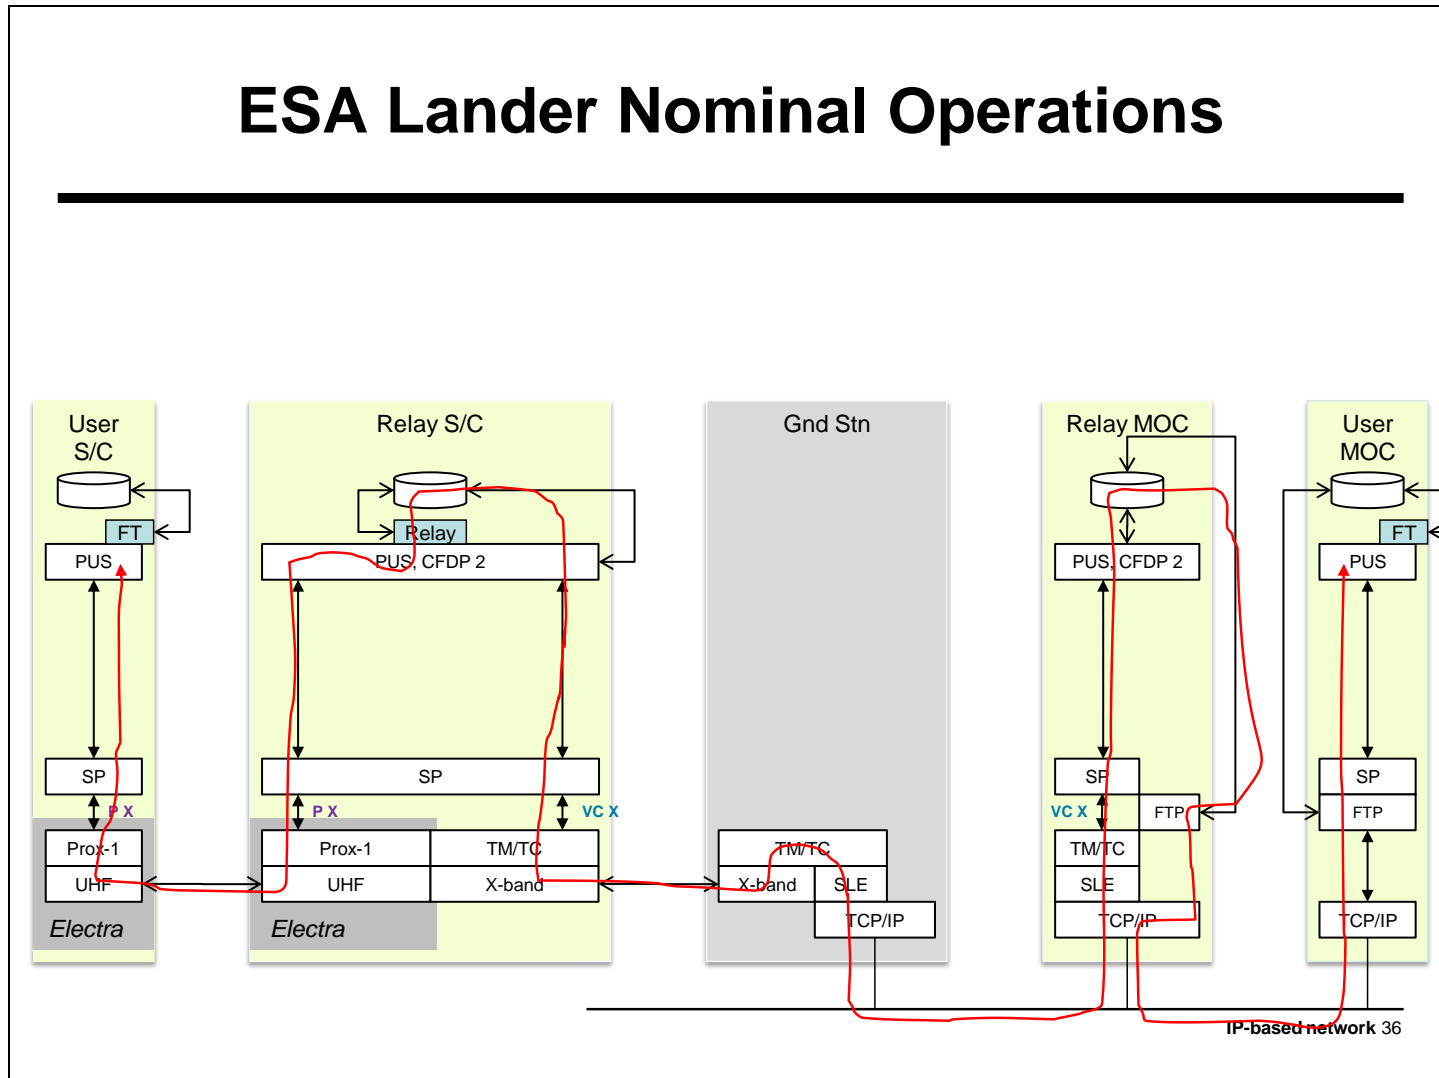 ESA Lander Nominal Operations
User
S/C
FT
PUS
SP
P X
Prox-1
UHF
Electra
Relay S/C
Relay
PUS, CFDP 2
SP
P X
VC X
Prox-1
TM/TC
UHF
X-band
Electra
Gnd Stn
TM/TC
X-band
SLE
TCP/IP
Relay MOC
PUS, CFDP 2
SP
VC X
FTP
TM/TC
SLE
TCP/IP
User
MOC
FT
PUS
SP
FTP
TCP/IP
IP-based network 36